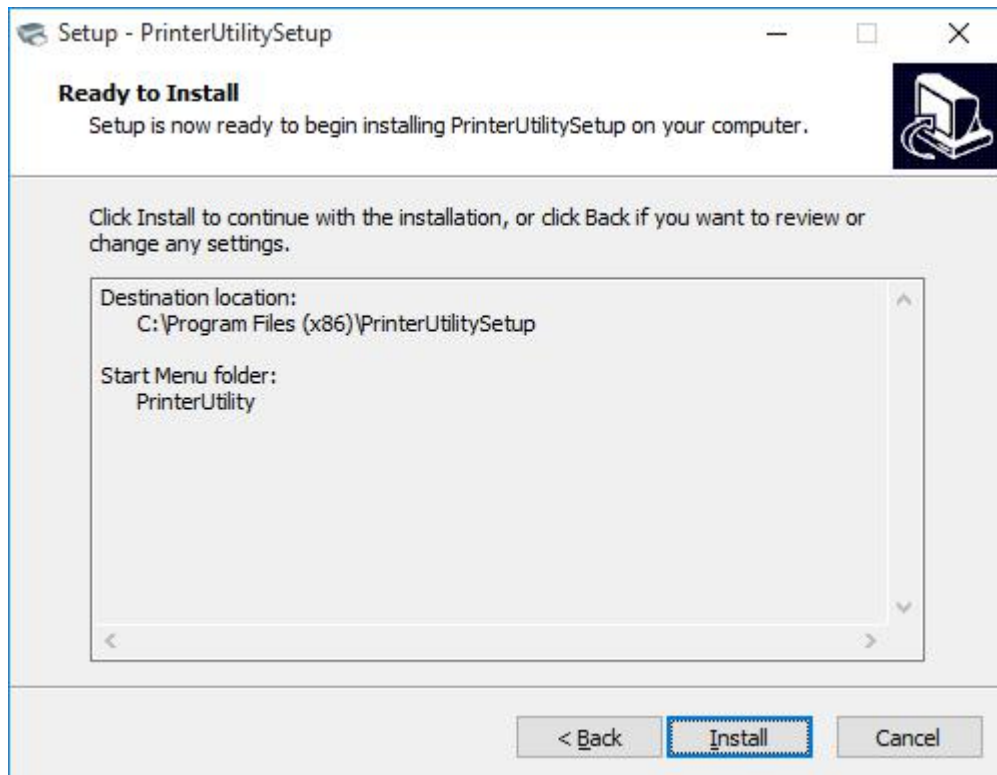 Setup - PrinterUtilitySetup
Ready to Install
Setup is now ready to begin installing PrinterUtilitySetup on your computer.
Click Install to continue with the installation, or click Back if you want to review or
change any settings.
Destination location:
C:\Program Files (x86)\PrinterUtilitySetup
Start Menu folder:
PrinterUtility
< Back
Install
Cancel